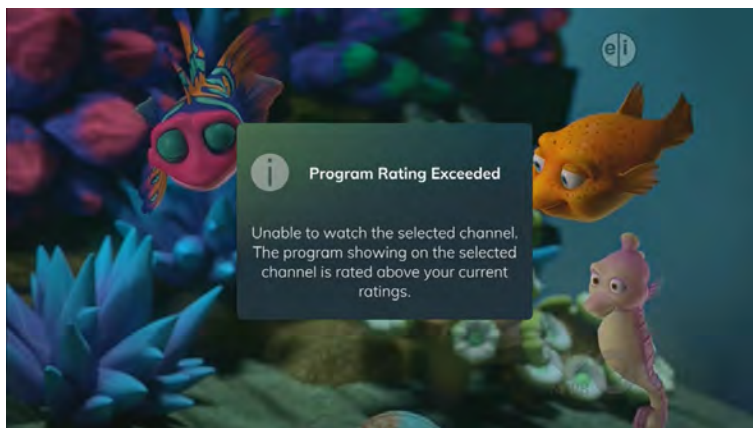 e i
i
Program Rating Exceeded
Unable to watch the selected channel.
The program showing on the selected
channel is rated above your current
ratings.